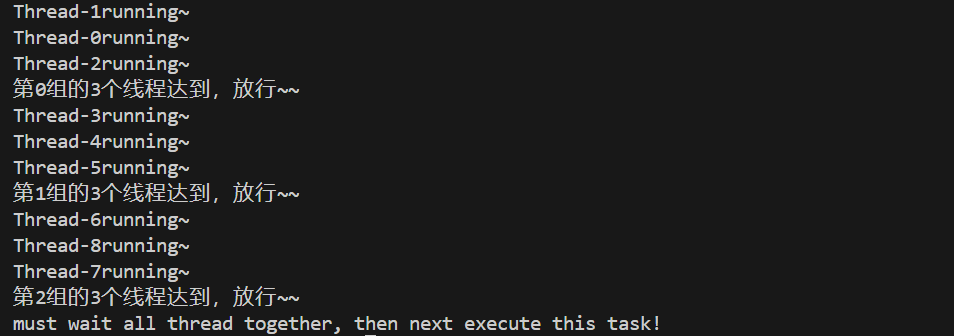 Thread-1running~
Thread-0running~
Thread-2running~
第0组的3个线程达到, 放行~~
Thread-3running~
Thread-4running~
Thread-5running~
第1组的3个线程达到, 放行~~
Thread-6running~
Thread-8running~
Thread-7running~
第2组的3个线程达到, 放行~~
must wait all thread together, then next execute this task!